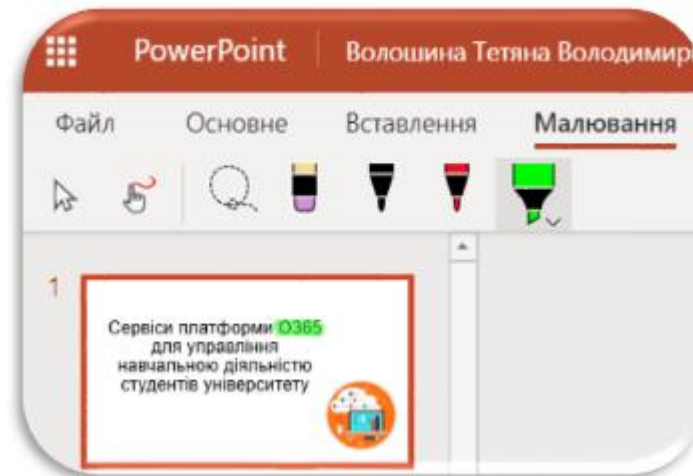 PowerPoint Волошина Тетяна Володимир
Файл Основне Вставлення Малювання
1
Сервіси платформи О365
для управління
навчальною діяльністю
студентів університету